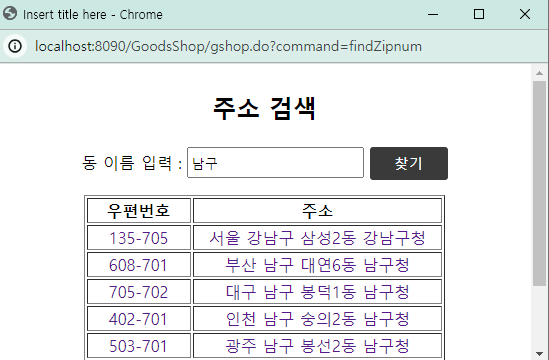 Insert title here - Chrome
localhost:8090/GoodsShop/gshop.do?command=findZipnum
주소 검색
동 이름 입력 : 남구 찾기
우편번호 주소
135-705 서울 강남구 삼성2동 강남구청
608-701 부산 남구 대연6동 남구청
705-702 대구 남구 봉덕1동 남구청
402-701 인천 남구 숭의2동 남구청
503-701 광주 남구 봉선2동 남구청